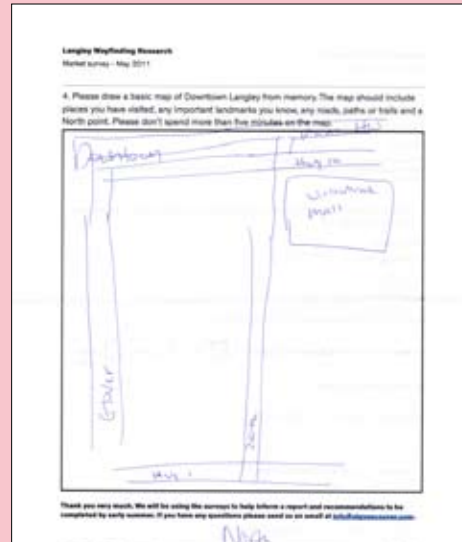 Langley Wayfinding Research
Market survey – May 2011
4. Please draw a basic map of Downtown Langley from memory. The map should include
places you have visited, any important landmarks you know, any roads, paths or trails and a
North point. Please don't spend more than five minutes on the map.
Downtown
Hwy 10
Mall
Glover
Hwy 1
Thank you very much. We will be using the surveys to help inform a report and recommendations to be
completed by early summer. If you have any questions please send us an email at